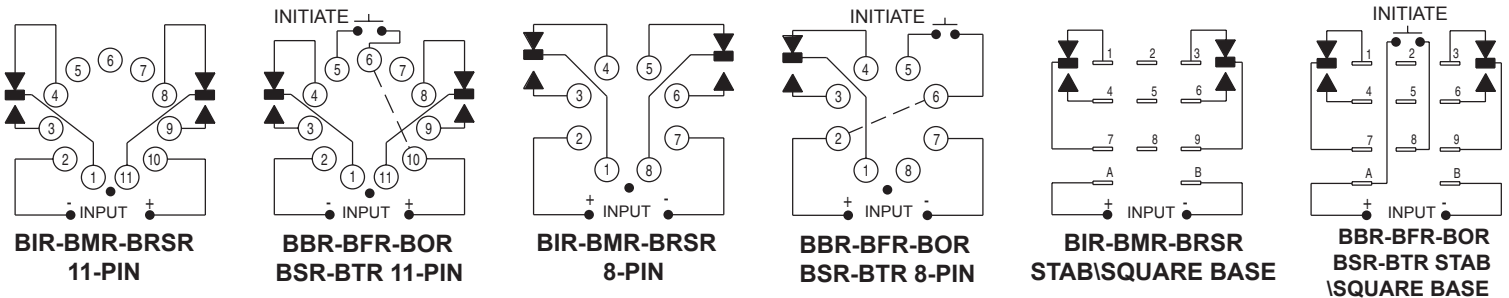 INITIATE
5 6 7
4 8
3 9
2 10
1 11
- INPUT +
BIR-BMR-BRSR
11-PIN
INITIATE
5 6 7
4 8
3 9
2 10
1 11
- INPUT +
BBR-BFR-BOR
BSR-BTR 11-PIN
4 5
3 6
2 7
1 8
+ INPUT -
BIR-BMR-BRSR
8-PIN
INITIATE
4 5
3 6
2 7
1 8
+ INPUT -
BBR-BFR-BOR
BSR-BTR 8-PIN
1 2 3
4 5 6
7 8 9
A B
+ INPUT -
BIR-BMR-BRSR
STAB\SQUARE BASE
INITIATE
1 2 3
4 5 6
7 8 9
A B
+ INPUT -
BBR-BFR-BOR
BSR-BTR STAB
\SQUARE BASE